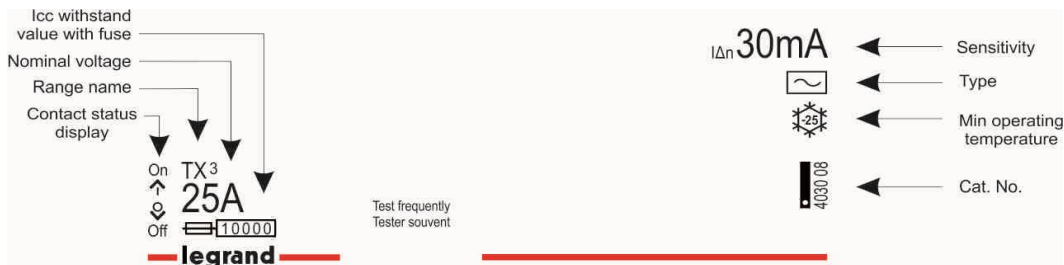 Icc withstand
value with fuse
Nominal voltage
Range name
Contact status
display
On
Off
TX³
25A
10000
legrand
Test frequently
Tester souvent
IΔn 30mA
-25
4030 08
Sensitivity
Type
Min operating
temperature
Cat. No.